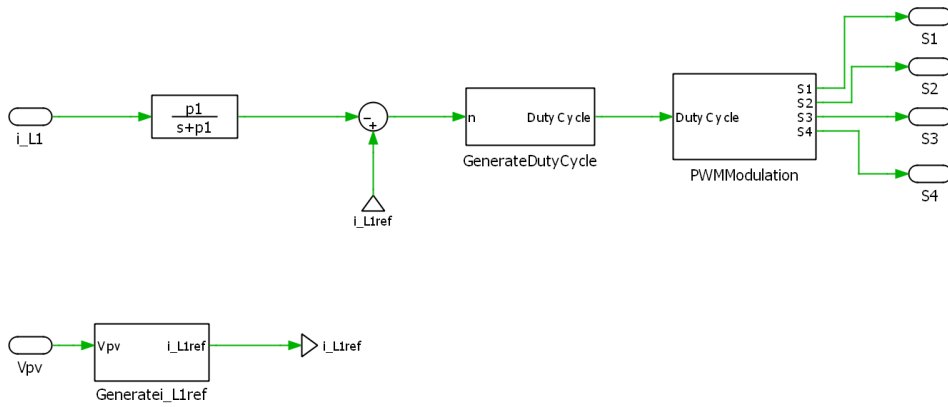 S1
S2
S3
S4
i_L1
p1
s+p1
−
+
i_L1ref
n
Duty Cycle
GenerateDutyCycle
Duty Cycle
S1
S2
S3
S4
PWMModulation
Vpv
Vpv
i_L1ref
Generatei_L1ref
i_L1ref